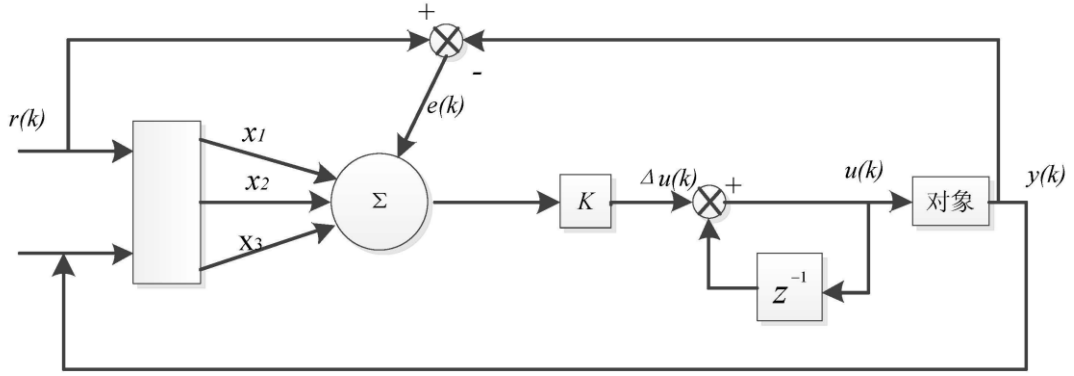 +
-
r(k)
e(k)
x1
x2
x3
Σ
K
Δu(k)
+
u(k)
对象
y(k)
z⁻¹